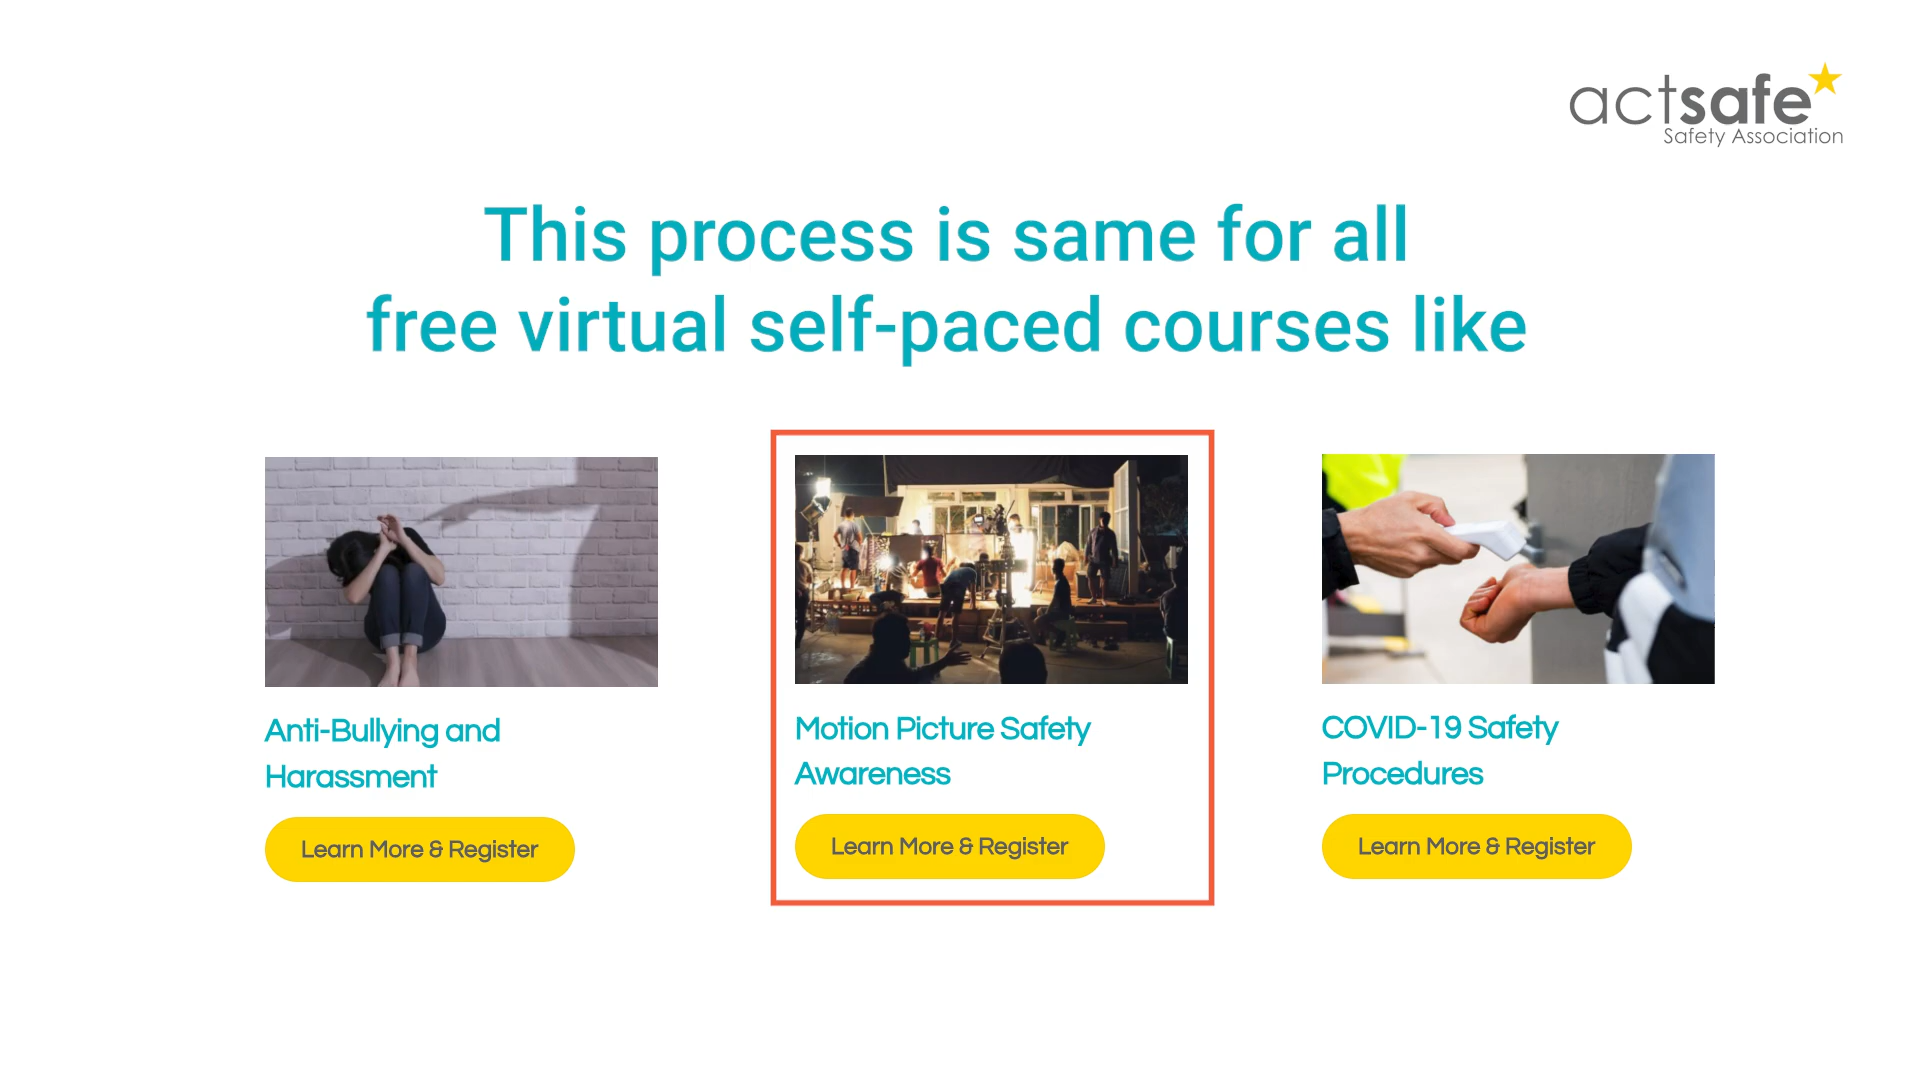 actsafe
Safety Association
This process is same for all
free virtual self-paced courses like
Anti-Bullying and
Harassment
Learn More & Register
Motion Picture Safety
Awareness
Learn More & Register
COVID-19 Safety
Procedures
Learn More & Register